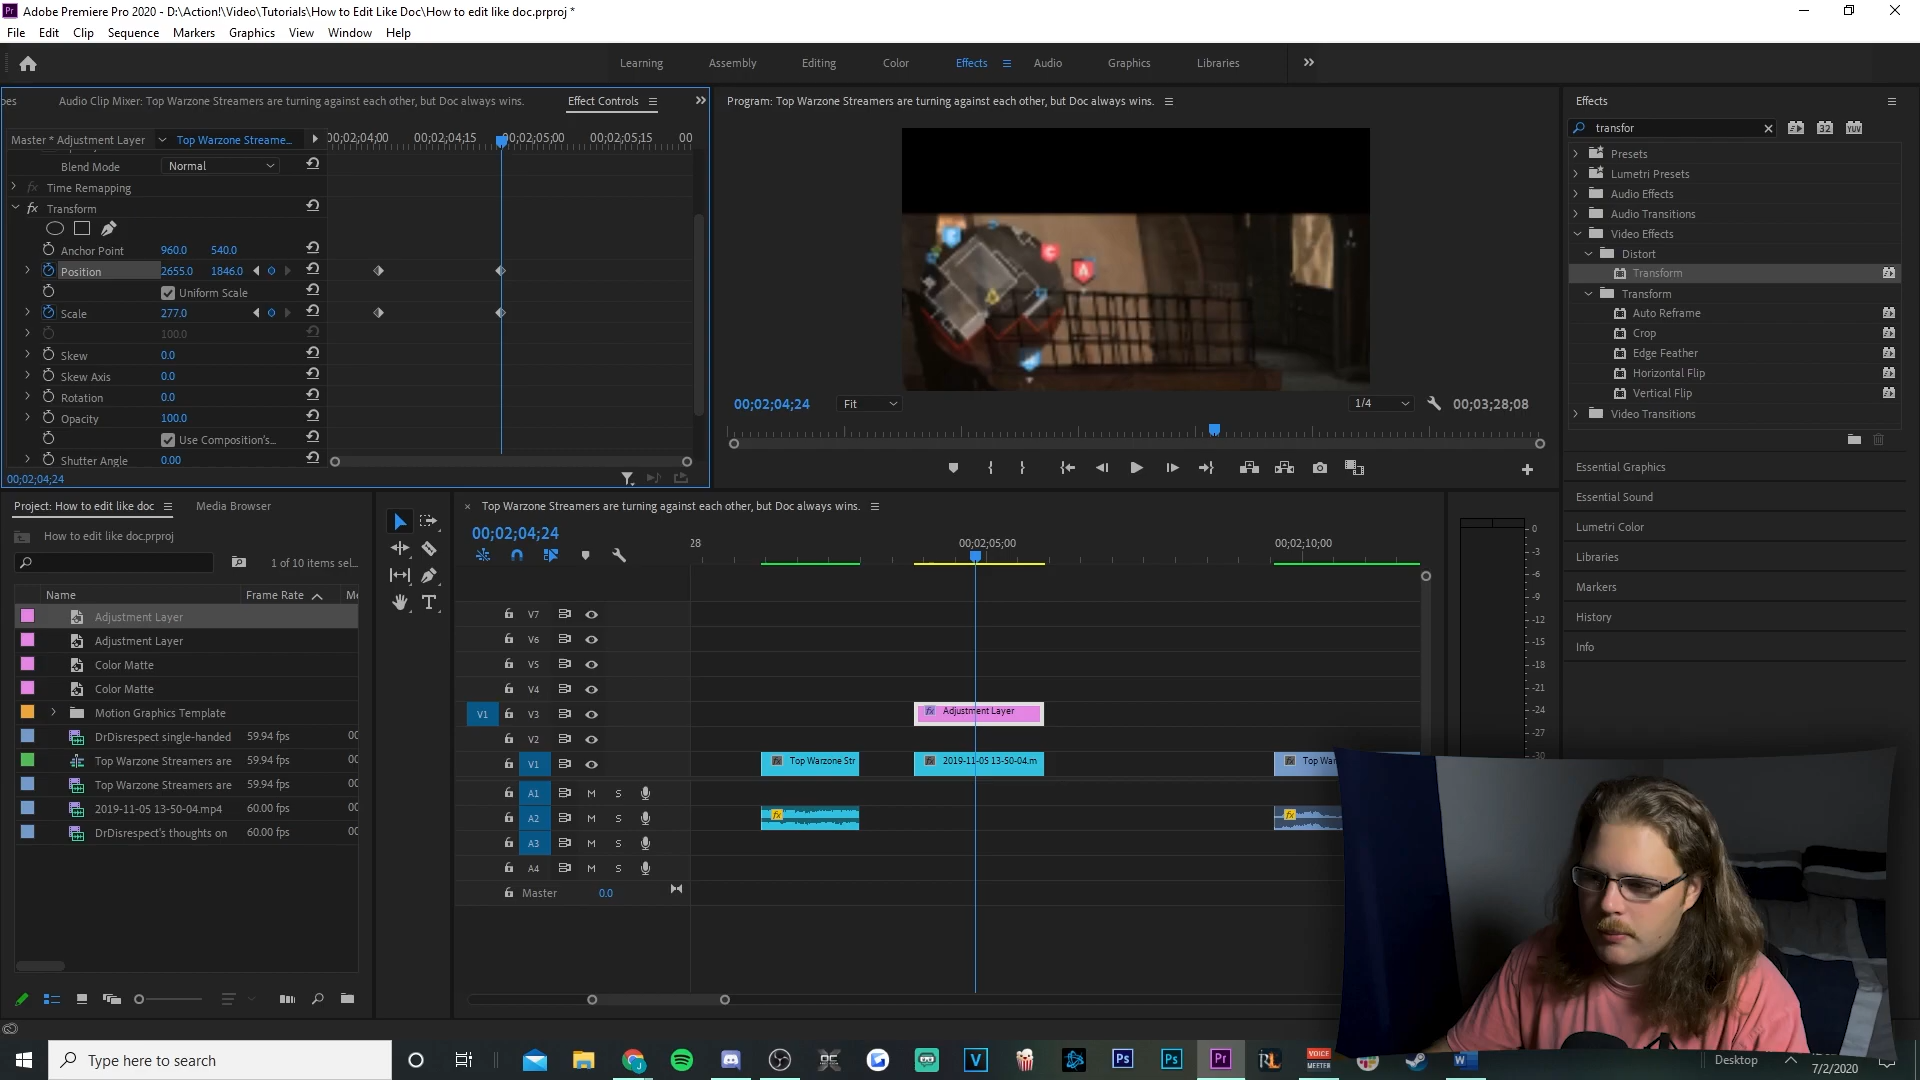 Adobe Premiere Pro 2020 - D:\Action!\Video\Tutorials\How to Edit Like Doc\How to edit like doc.prproj *
File Edit Clip Sequence Markers Graphics View Window Help
Learning Assembly Editing Color Effects Audio Graphics Libraries
Audio Clip Mixer: Top Warzone Streamers are turning against each other, but Doc always wins.
Effect Controls
Master * Adjustment Layer
Top Warzone Streame...
00;02;04;15 00;02;05;00 00;02;05;15 00
Blend Mode Normal
Time Remapping
fx Transform
Anchor Point 960.0 540.0
Position 2655.0 1846.0
Uniform Scale
Scale 277.0
100.0
Skew 0.0
Skew Axis 0.0
Rotation 0.0
Opacity 100.0
Use Composition's...
Shutter Angle 0.00
00;02;04;24
Program: Top Warzone Streamers are turning against each other, but Doc always wins.
00;02;04;24 Fit 1/4 00;03;28;08
Effects
transfor
32 YUV
Presets
Lumetri Presets
Audio Effects
Audio Transitions
Video Effects
Distort
Transform
Transform
Auto Reframe
Crop
Edge Feather
Horizontal Flip
Vertical Flip
Video Transitions
Essential Graphics
Essential Sound
Lumetri Color
Libraries
Markers
History
Info
Project: How to edit like doc
Media Browser
How to edit like doc.prproj
1 of 10 items sel...
Name Frame Rate
Adjustment Layer
Adjustment Layer
Color Matte
Color Matte
Motion Graphics Template
DrDisrespect single-handed 59.94 fps
Top Warzone Streamers are 59.94 fps
Top Warzone Streamers are 59.94 fps
2019-11-05 13-50-04.mp4 60.00 fps
DrDisrespect's thoughts on 60.00 fps
Top Warzone Streamers are turning against each other, but Doc always wins.
00;02;04;24
28 00;02;05;00 00;02;10;00
V7
V6
V5
V4
V1 V3 Adjustment Layer
V2
V1 Top Warzone Str 2019-11-05 13-50-04.m Top War
A1 M S
A2 M S
A3 M S
A4 M S
Master 0.0
0
-3
-6
-9
-12
-15
-18
-21
-24
-27
-30
Type here to search
Ps Ps Pr
VOICE
MEETER
Desktop
7/2/2020